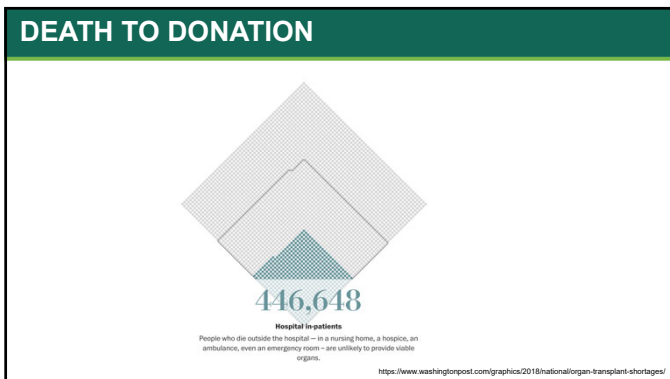 DEATH TO DONATION
446,648
Hospital in-patients
People who die outside the hospital — in a nursing home, a hospice, an
ambulance, even an emergency room – are unlikely to provide viable
organs.
https://www.washingtonpost.com/graphics/2018/national/organ-transplant-shortages/